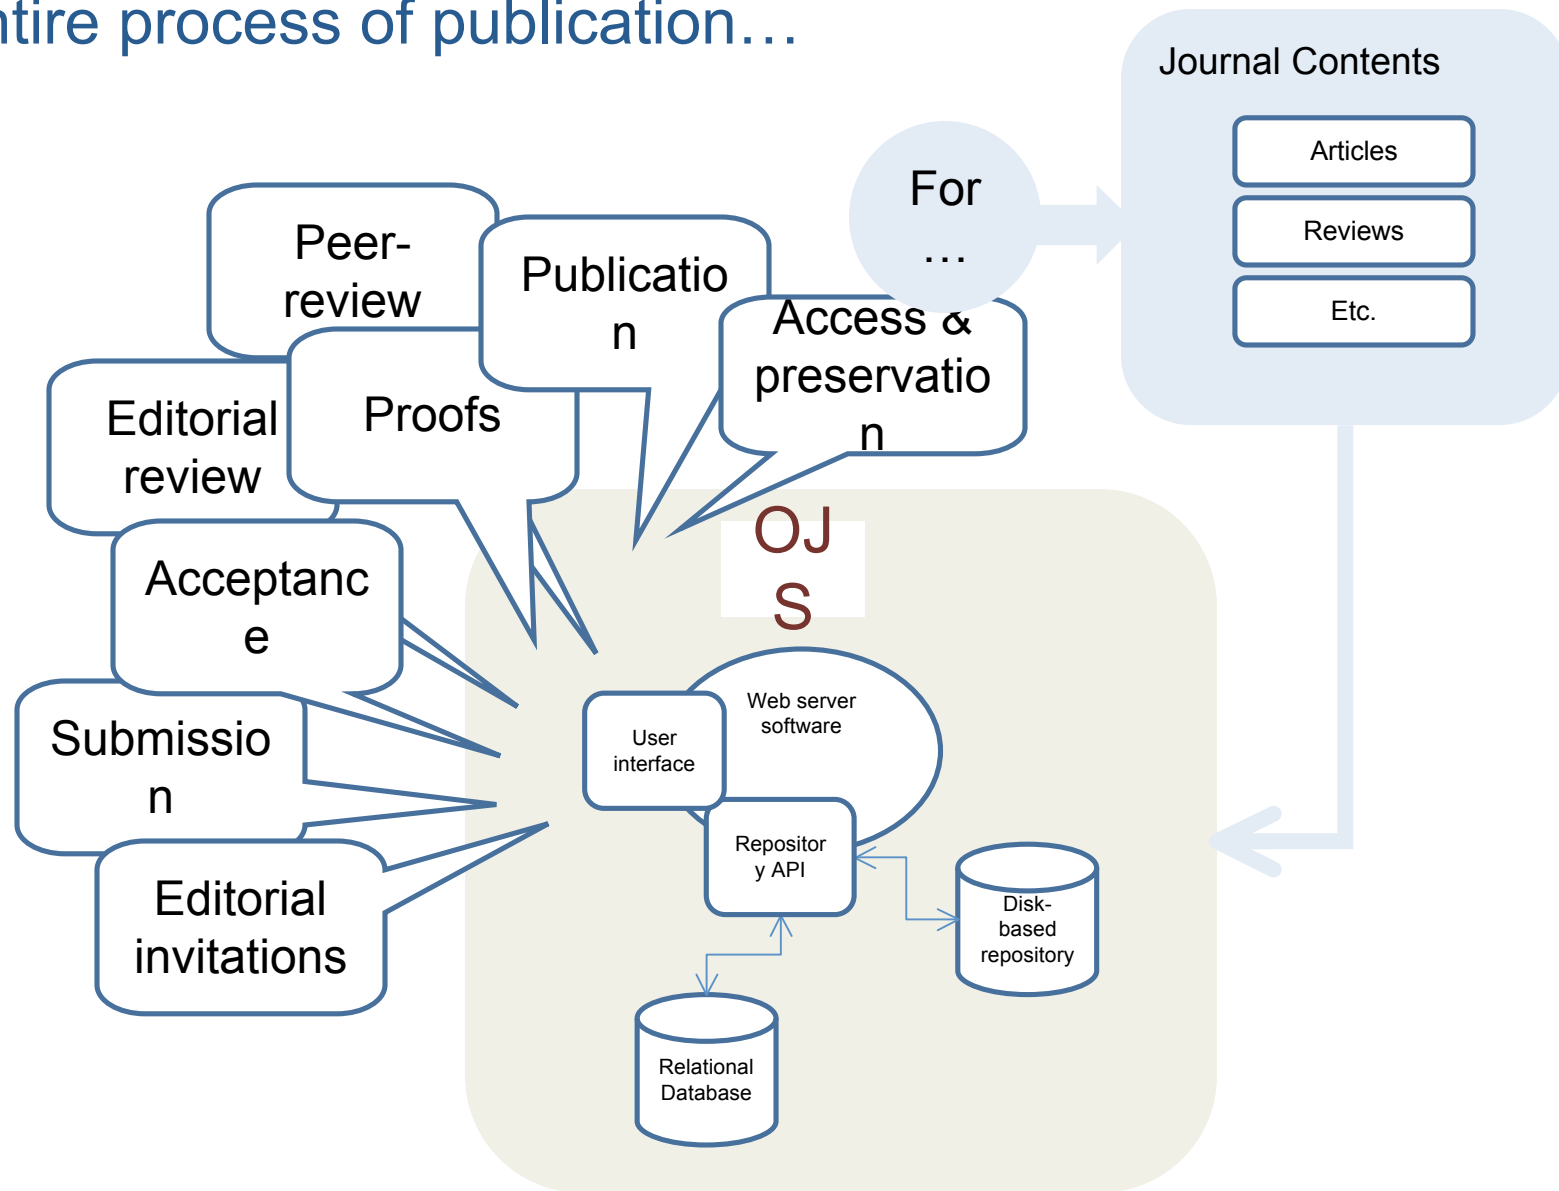 ntire process of publication…
Journal Contents
Articles
Reviews
Etc.
For
…
Peer-
review
Publicatio
n
Access &
preservatio
n
Proofs
Editorial
review
Acceptanc
e
Submissio
n
Editorial
invitations
OJ
S
Web server
software
User
interface
Repositor
y API
Disk-
based
repository
Relational
Database